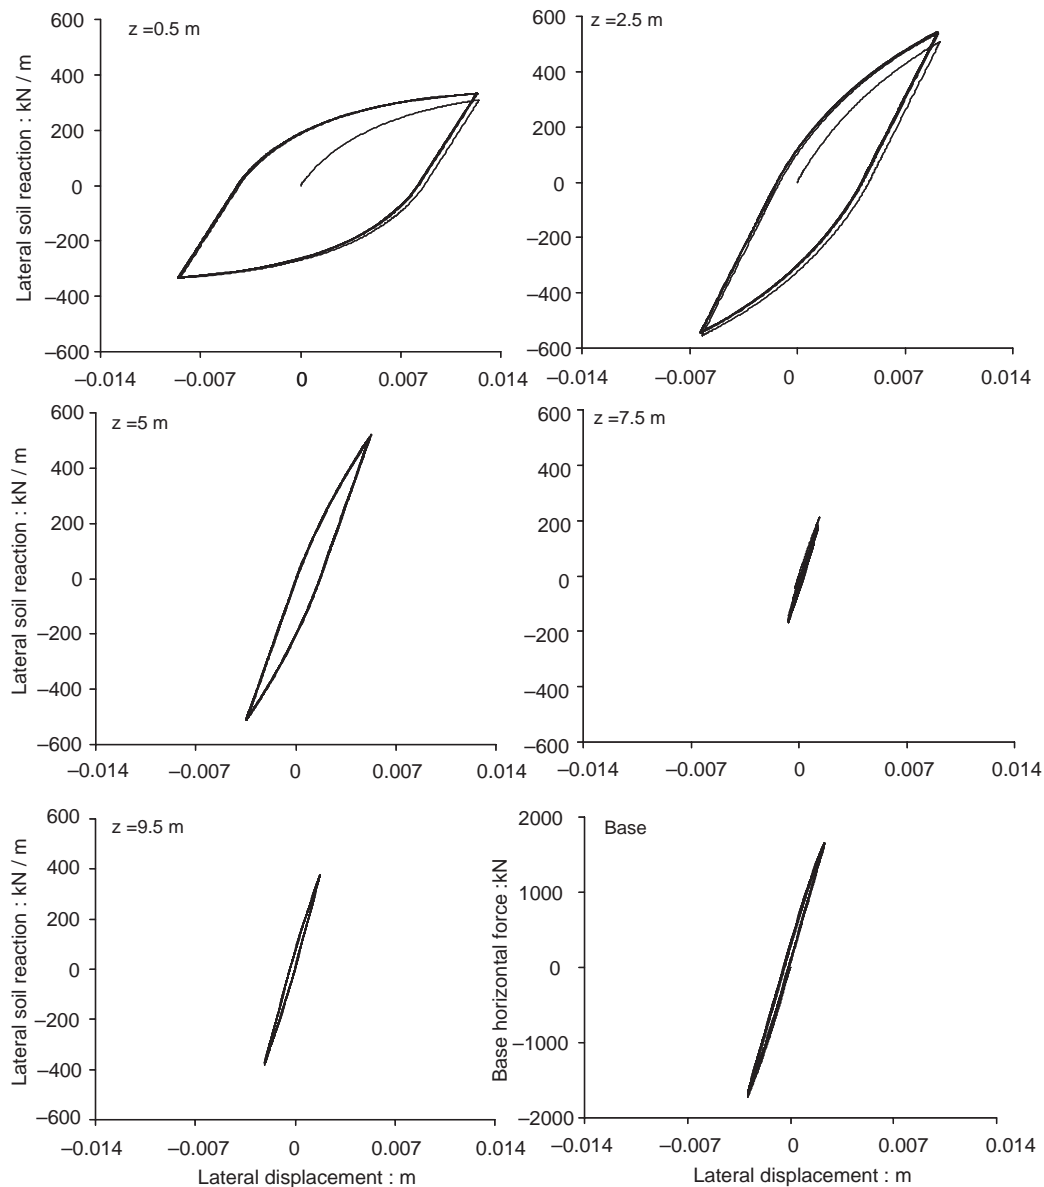 z =0.5 m
600
400
200
0
–200
–400
–600
Lateral soil reaction : kN / m
–0.014 –0.007 0 0.007 0.014
z =2.5 m
600
400
200
0
–200
–400
–600
–0.014 –0.007 0 0.007 0.014
z =5 m
600
400
200
0
–200
–400
–600
Lateral soil reaction : kN / m
–0.014 –0.007 0 0.007 0.014
z =7.5 m
600
400
200
0
–200
–400
–600
–0.014 –0.007 0 0.007 0.014
z =9.5 m
600
400
200
0
–200
–400
–600
Lateral soil reaction : kN / m
–0.014 –0.007 0 0.007 0.014
Lateral displacement : m
Base
2000
1000
0
–1000
–2000
Base horizontal force :kN
–0.014 –0.007 0 0.007 0.014
Lateral displacement : m